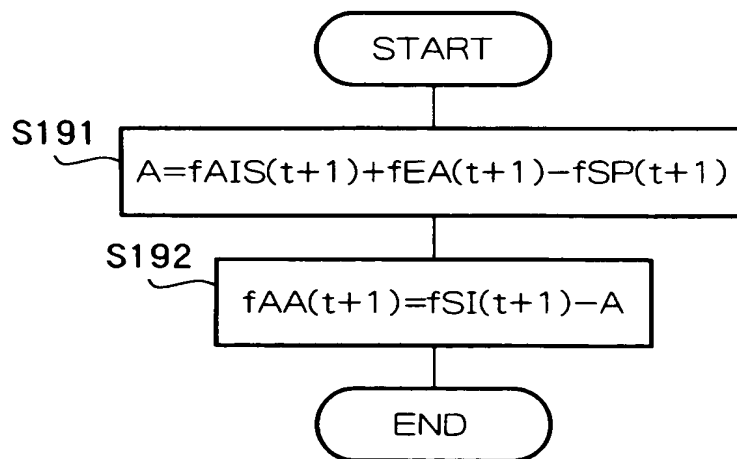 START
S191
A=fAIS(t+1)+fEA(t+1)-fSP(t+1)
S192
fAA(t+1)=fSI(t+1)-A
END